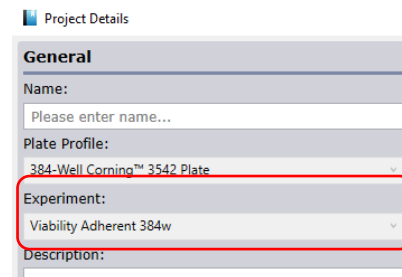 Project Details
General
Name:
Please enter name...
Plate Profile:
384-Well Corning™ 3542 Plate
Experiment:
Viability Adherent 384w
Description: